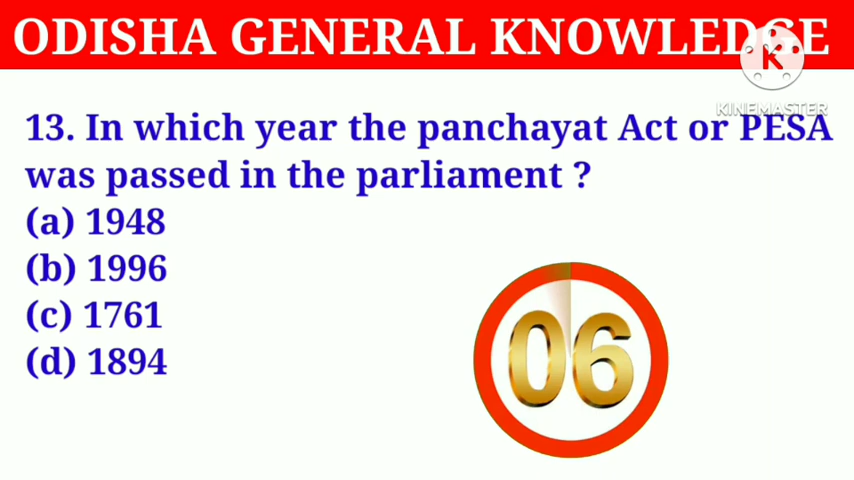 ODISHA GENERAL KNOWLEDGE
K
KINEMASTER
13. In which year the panchayat Act or PESA
was passed in the parliament ?
(a) 1948
(b) 1996
(c) 1761
(d) 1894
06